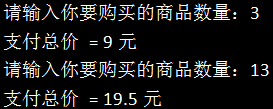 请输入你要购买的商品数量：3
支付总价 = 9 元
请输入你要购买的商品数量：13
支付总价 = 19.5 元